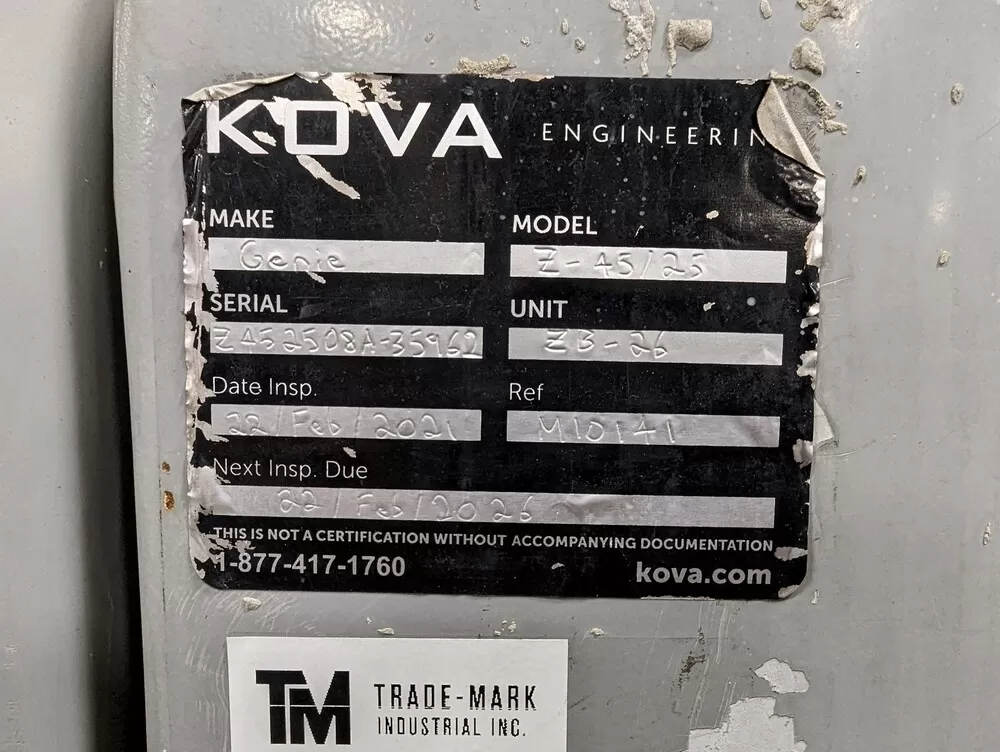 KOVA ENGINEERIN
MAKE MODEL
Genie Z-45/25
SERIAL UNIT
Z452508A-35962 ZB-26
Date Insp. Ref
22/Feb/2021 M10141
Next Insp. Due
22/Feb/2026
THIS IS NOT A CERTIFICATION WITHOUT ACCOMPANYING DOCUMENTATION
1-877-417-1760 kova.com
TM TRADE-MARK
INDUSTRIAL INC.